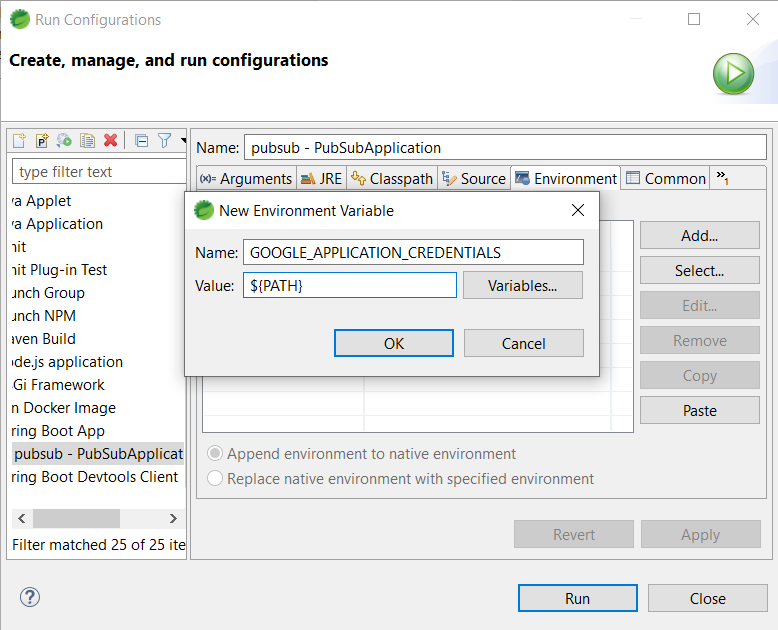 Run Configurations
Create, manage, and run configurations
type filter text
va Applet
va Application
nit
nit Plug-in Test
unch Group
unch NPM
aven Build
de.js application
Gi Framework
n Docker Image
ring Boot App
pubsub - PubSubApplicat
ring Boot Devtools Client
Filter matched 25 of 25 ite
Name: pubsub - PubSubApplication
(x)= Arguments JRE Classpath Source Environment Common »1
New Environment Variable
Name: GOOGLE_APPLICATION_CREDENTIALS
Value: ${PATH} Variables...
OK Cancel
Add...
Select...
Edit...
Remove
Copy
Paste
Append environment to native environment
Replace native environment with specified environment
Revert Apply
? Run Close